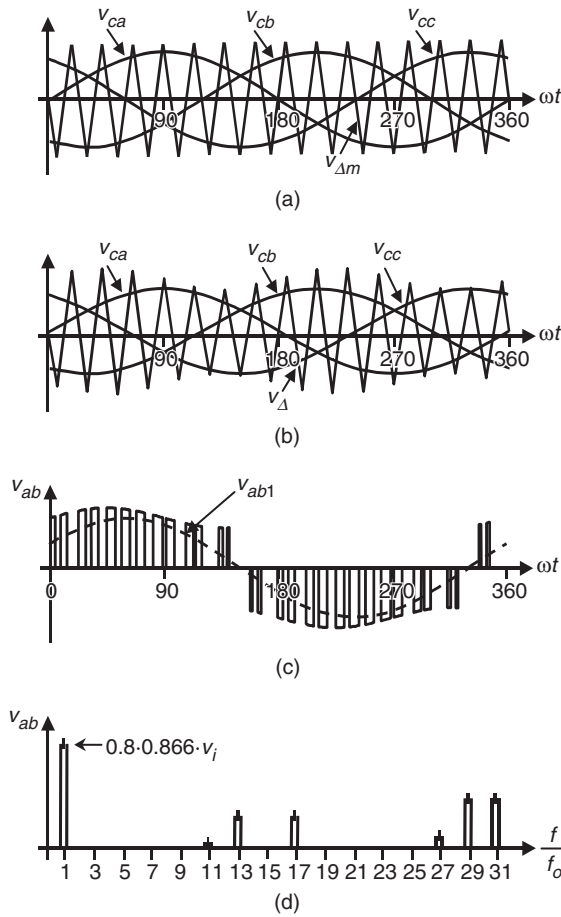 v_ca v_cb v_cc
90 180 270 360 ωt
v_Δm
(a)
v_ca v_cb v_cc
90 180 270 360 ωt
v_Δ
(b)
v_ab v_ab1
0 90 180 270 360 ωt
(c)
v_ab
0.8·0.866·v_i
1 3 5 7 9 11 13 15 17 19 21 23 25 27 29 31 f/f_o
(d)